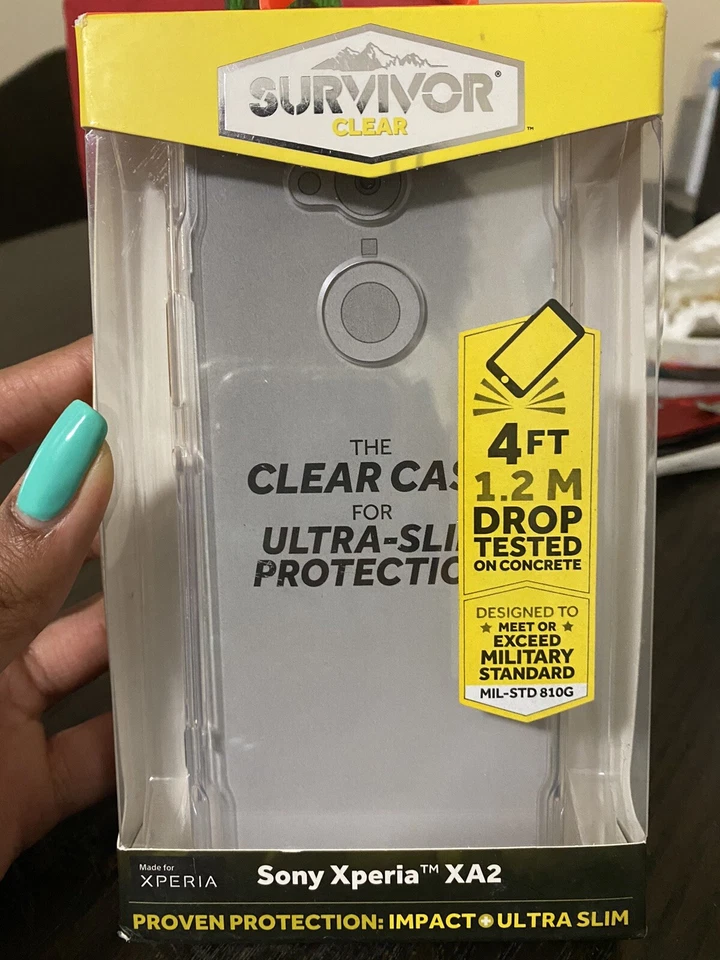 SURVIVOR®
CLEAR
™
THE
CLEAR CAS
FOR
ULTRA-SLI
PROTECTIO
4FT
1.2 M
DROP
TESTED
ON CONCRETE
DESIGNED TO
★ MEET OR ★
EXCEED
MILITARY
STANDARD
MIL-STD 810G
Made for
XPERIA
Sony Xperia™ XA2
PROVEN PROTECTION: IMPACT+ULTRA SLIM